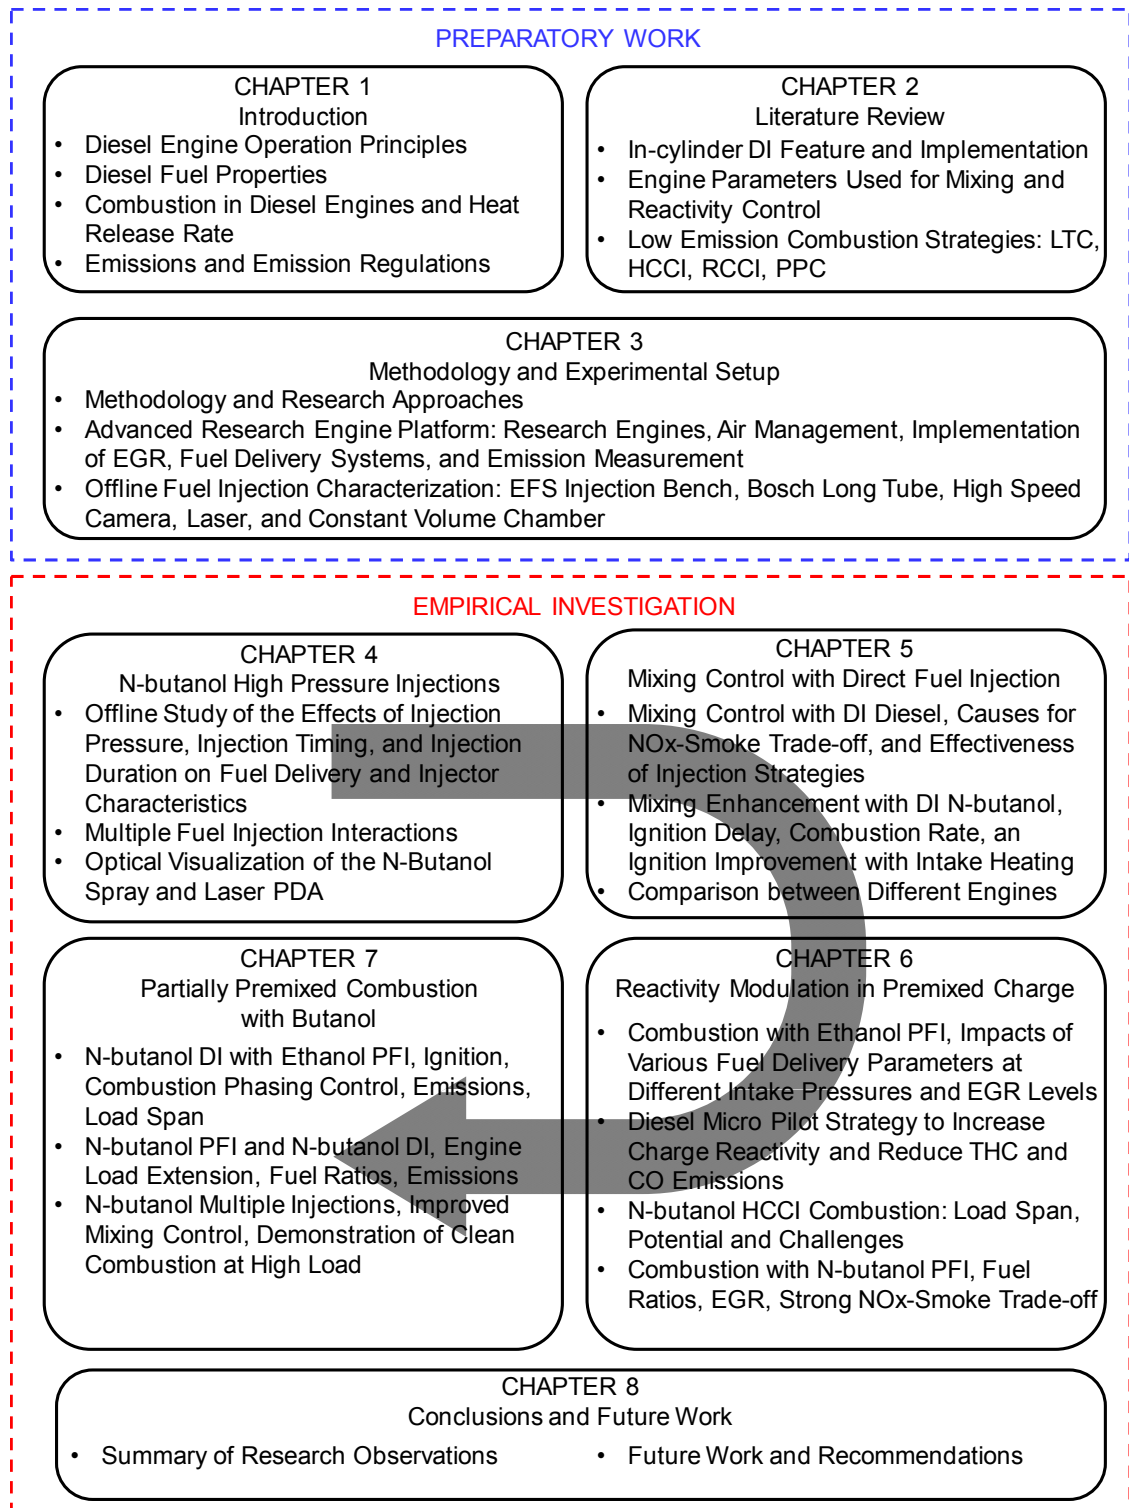 PREPARATORY WORK
CHAPTER 1
Introduction
• Diesel Engine Operation Principles
• Diesel Fuel Properties
• Combustion in Diesel Engines and Heat
Release Rate
• Emissions and Emission Regulations
CHAPTER 2
Literature Review
• In-cylinder DI Feature and Implementation
• Engine Parameters Used for Mixing and
Reactivity Control
• Low Emission Combustion Strategies: LTC,
HCCI, RCCI, PPC
CHAPTER 3
Methodology and Experimental Setup
• Methodology and Research Approaches
• Advanced Research Engine Platform: Research Engines, Air Management, Implementation
of EGR, Fuel Delivery Systems, and Emission Measurement
• Offline Fuel Injection Characterization: EFS Injection Bench, Bosch Long Tube, High Speed
Camera, Laser, and Constant Volume Chamber
EMPIRICAL INVESTIGATION
CHAPTER 4
N-butanol High Pressure Injections
• Offline Study of the Effects of Injection
Pressure, Injection Timing, and Injection
Duration on Fuel Delivery and Injector
Characteristics
• Multiple Fuel Injection Interactions
• Optical Visualization of the N-Butanol
Spray and Laser PDA
CHAPTER 5
Mixing Control with Direct Fuel Injection
• Mixing Control with DI Diesel, Causes for
NOx-Smoke Trade-off, and Effectiveness
of Injection Strategies
• Mixing Enhancement with DI N-butanol,
Ignition Delay, Combustion Rate, an
Ignition Improvement with Intake Heating
• Comparison between Different Engines
CHAPTER 7
Partially Premixed Combustion
with Butanol
• N-butanol DI with Ethanol PFI, Ignition,
Combustion Phasing Control, Emissions,
Load Span
• N-butanol PFI and N-butanol DI, Engine
Load Extension, Fuel Ratios, Emissions
• N-butanol Multiple Injections, Improved
Mixing Control, Demonstration of Clean
Combustion at High Load
CHAPTER 6
Reactivity Modulation in Premixed Charge
• Combustion with Ethanol PFI, Impacts of
Various Fuel Delivery Parameters at
Different Intake Pressures and EGR Levels
• Diesel Micro Pilot Strategy to Increase
Charge Reactivity and Reduce THC and
CO Emissions
• N-butanol HCCI Combustion: Load Span,
Potential and Challenges
• Combustion with N-butanol PFI, Fuel
Ratios, EGR, Strong NOx-Smoke Trade-off
CHAPTER 8
Conclusions and Future Work
• Summary of Research Observations
• Future Work and Recommendations